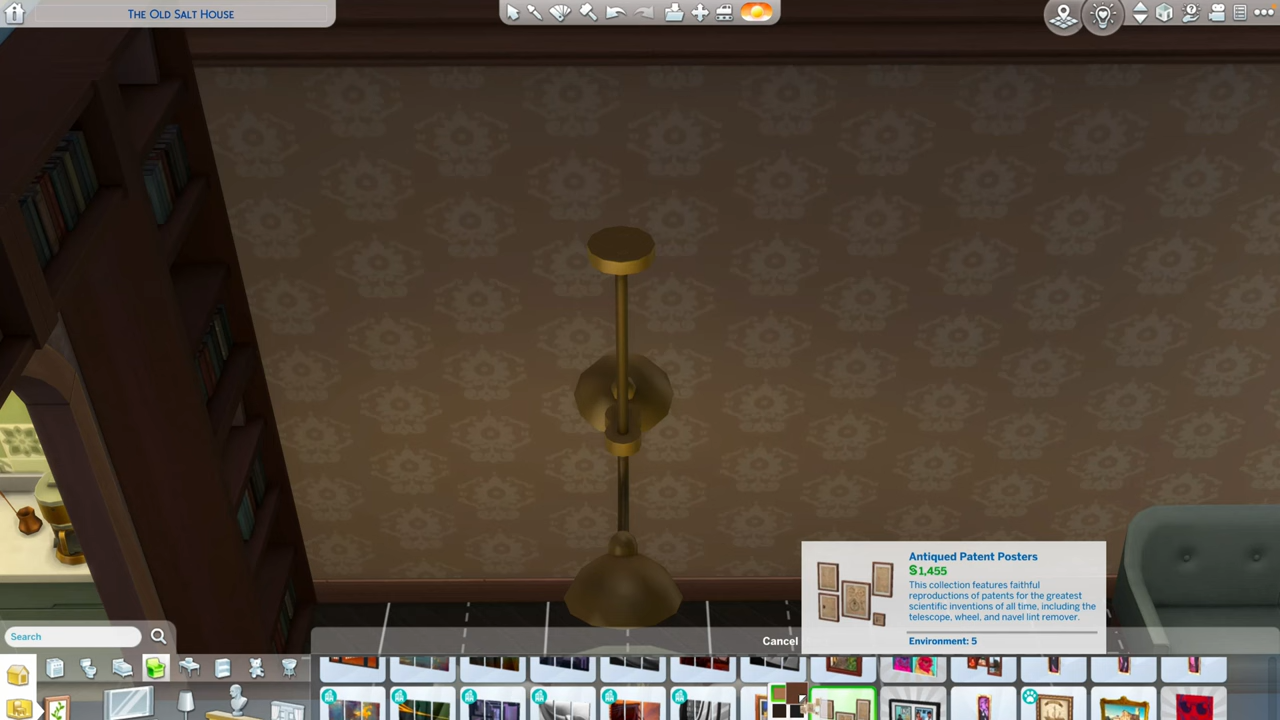 The Old Salt House
Antiqued Patent Posters
§1,455
This collection features faithful
reproductions of patents for the greatest
scientific inventions of all time, including the
telescope, wheel, and navel lint remover.
Environment: 5
Search
Cancel